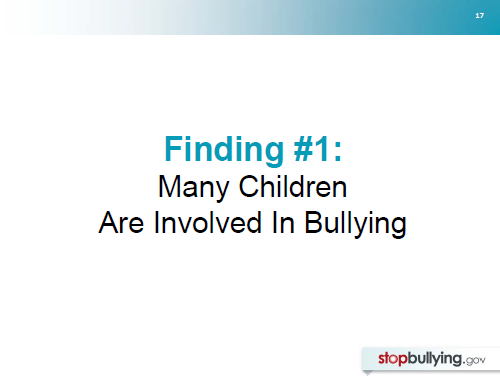 17
Finding #1:
Many Children
Are Involved In Bullying
stopbullying.gov